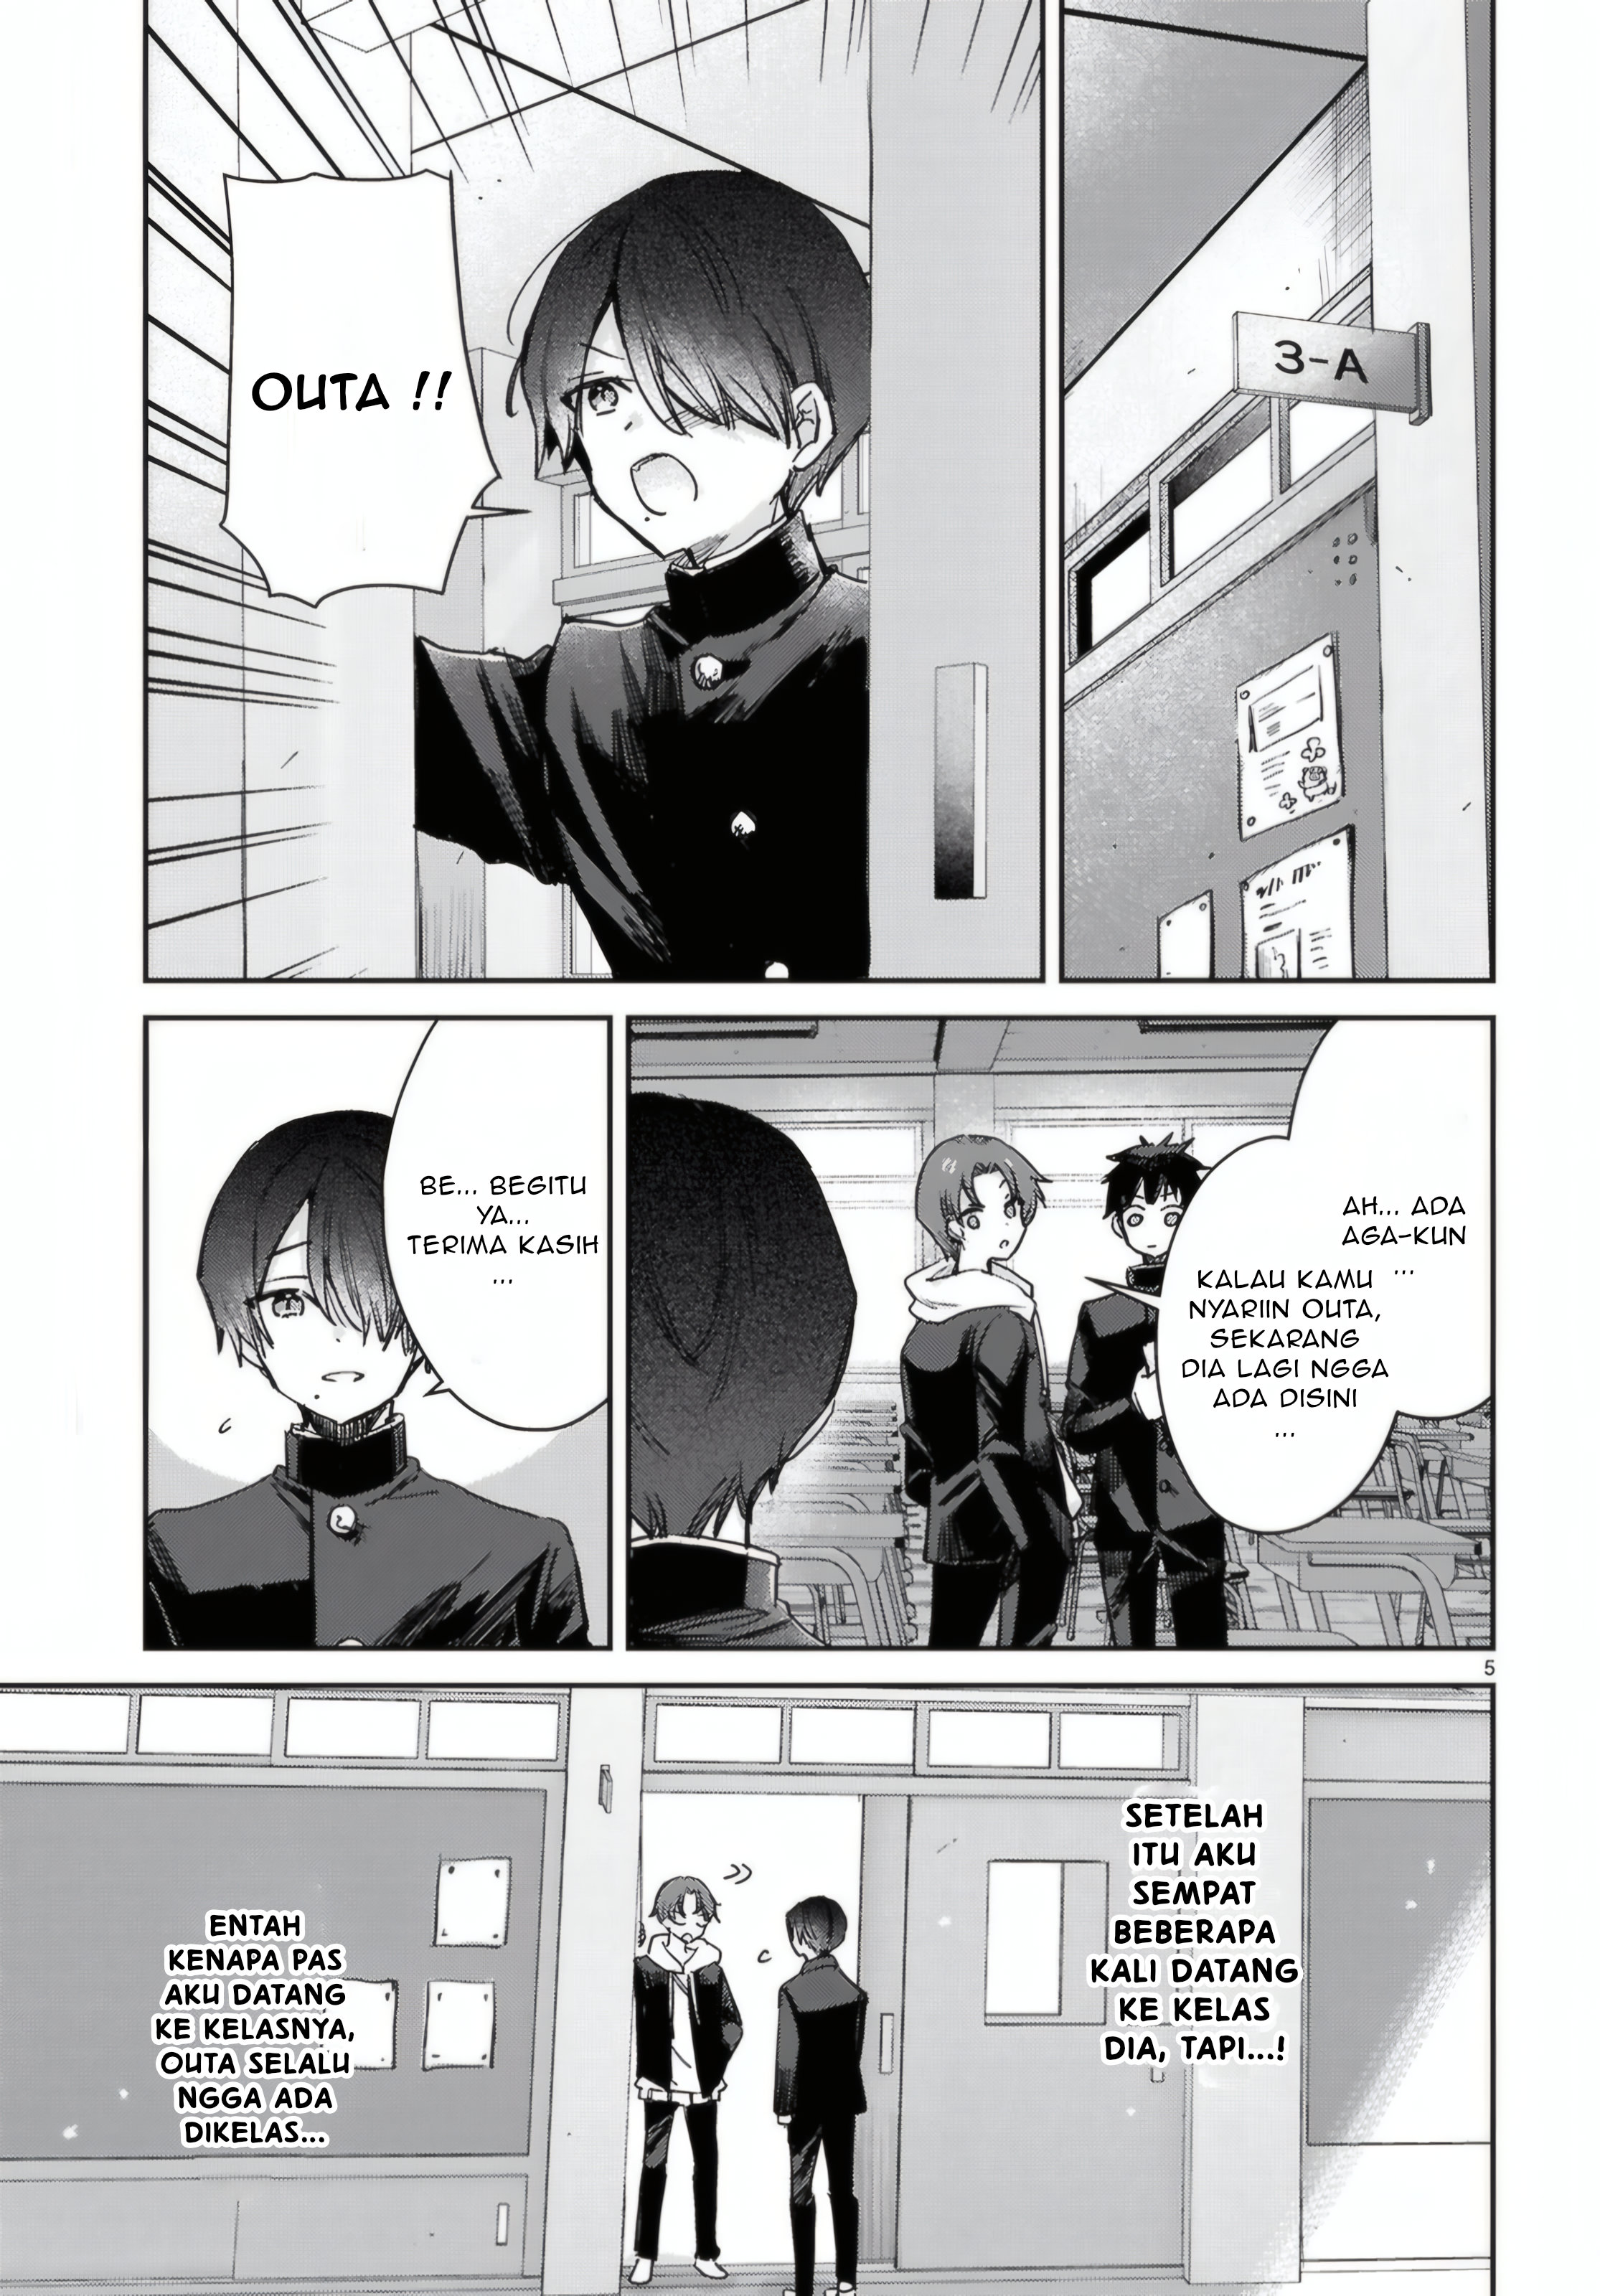 3-A
OUTA !!
AH... ADA
AGA-KUN
...
KALAU KAMU
NYARIIN OUTA,
SEKARANG
DIA LAGI NGGA
ADA DISINI
...
BE... BEGITU
YA...
TERIMA KASIH
...
5
SETELAH
ITU AKU
SEMPAT
BEBERAPA
KALI DATANG
KE KELAS
DIA, TAPI...!
ENTAH
KENAPA PAS
AKU DATANG
KE KELASNYA,
OUTA SELALU
NGGA ADA
DIKELAS...